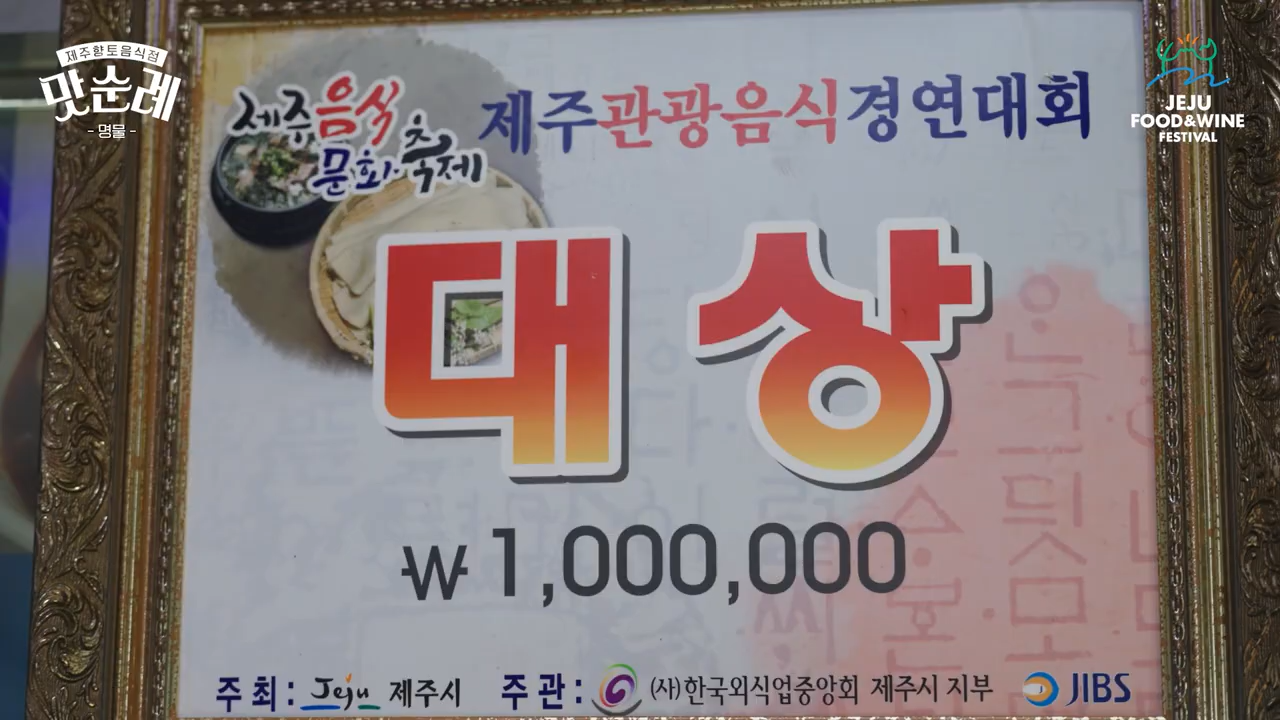 제주향토음식점
맛순례
- 명물 -
JEJU
FOOD&WINE
FESTIVAL
제주음식
문화축제
제주관광음식경연대회
대상
₩1,000,000
주최: Jeju 제주시 주관: (사)한국외식업중앙회 제주시 지부 JIBS